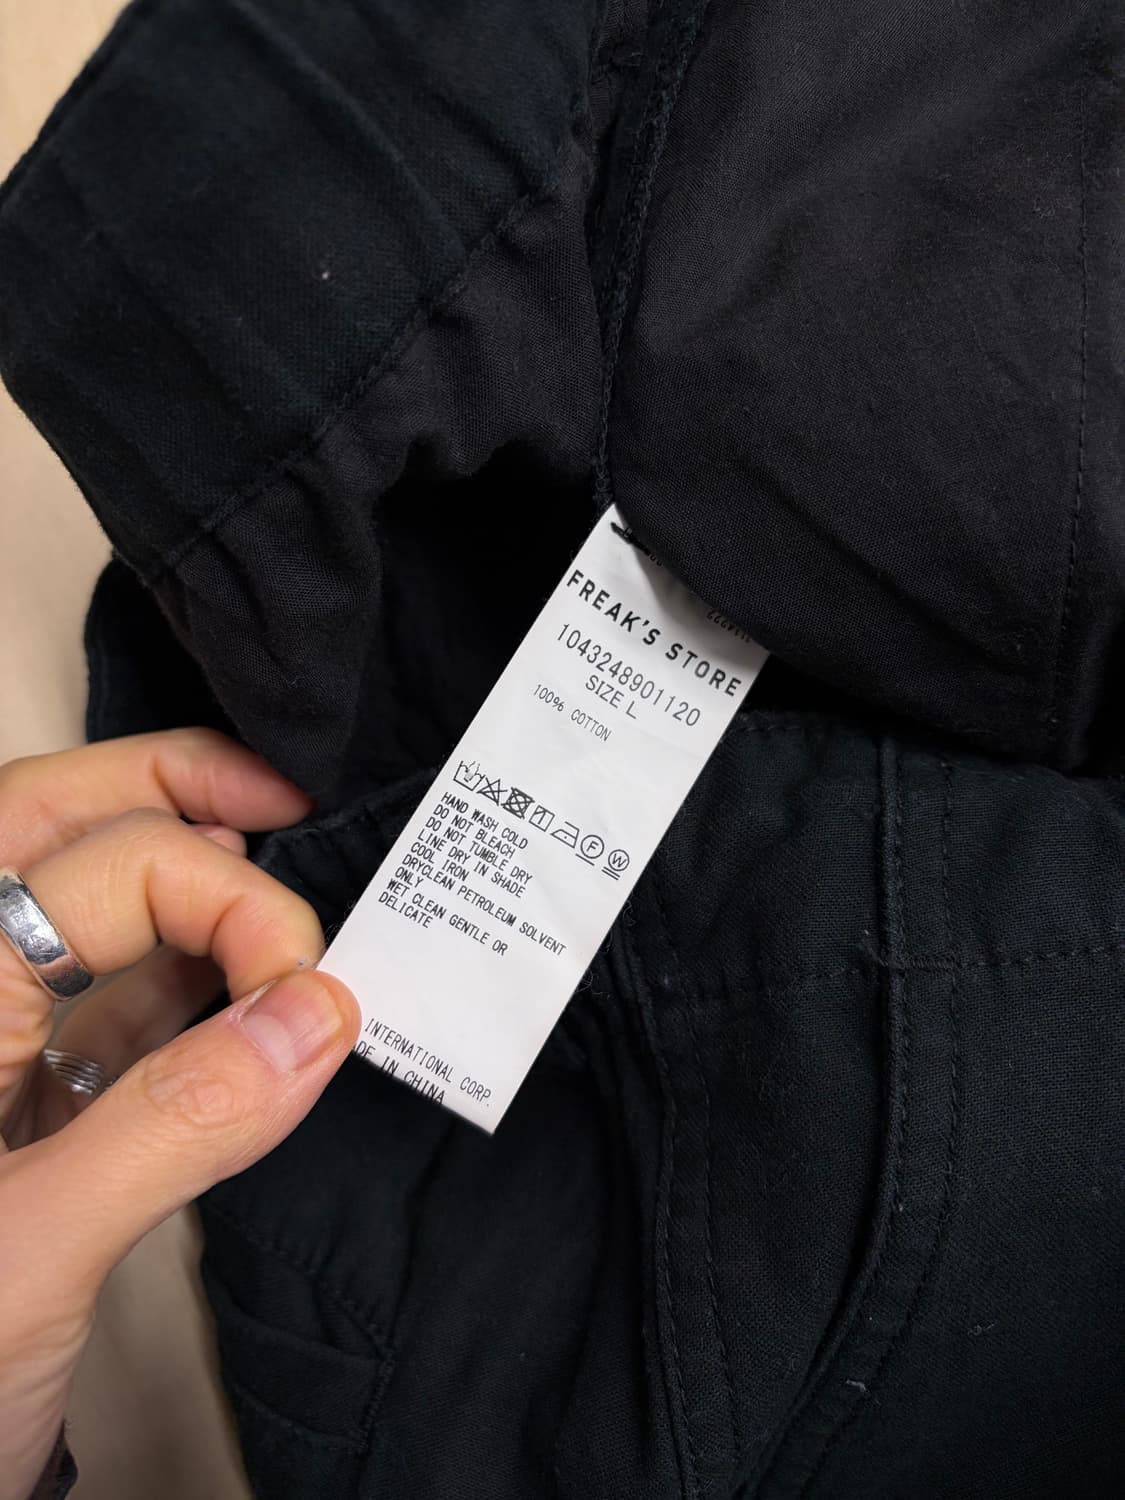 FREAK'S STORE
1043248901120
SIZE L
100% COTTON
F W
HAND WASH COLD
DO NOT BLEACH
DO NOT TUMBLE DRY
LINE DRY IN SHADE
COOL IRON
DRYCLEAN PETROLEUM SOLVENT
ONLY
WET CLEAN GENTLE OR
DELICATE
INTERNATIONAL CORP.
DE IN CHINA